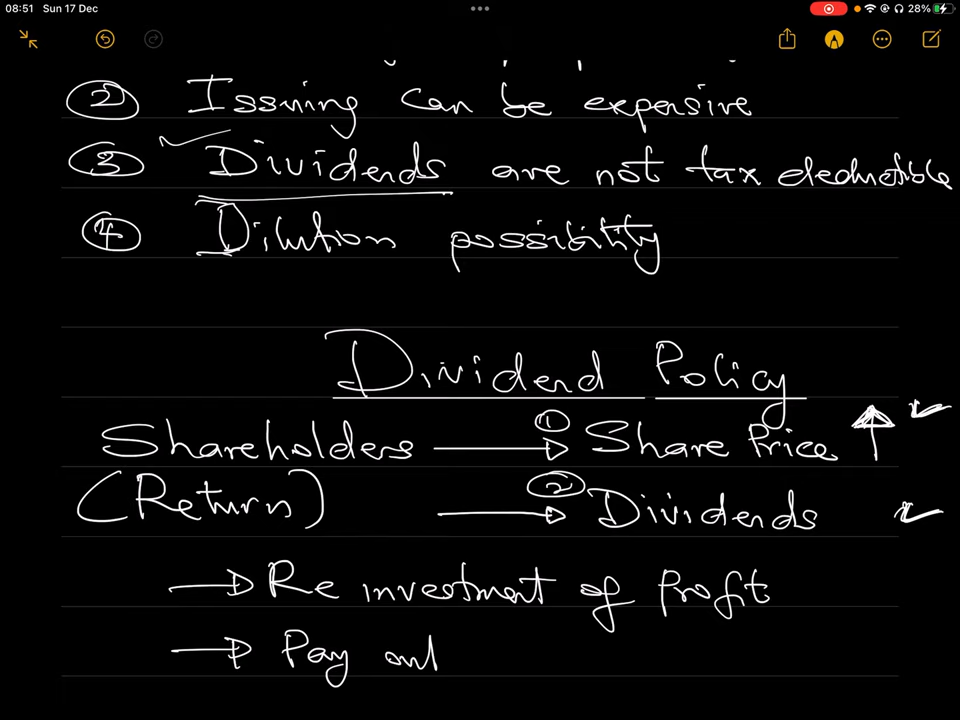 08:51 Sun 17 Dec
28%
② Issuing can be expensive
③ Dividends are not tax deductible
④ Dilution possibility
Dividend Policy
Shareholders ① Share Price
(Return) ② Dividends
Re investment of Profit
Pay out